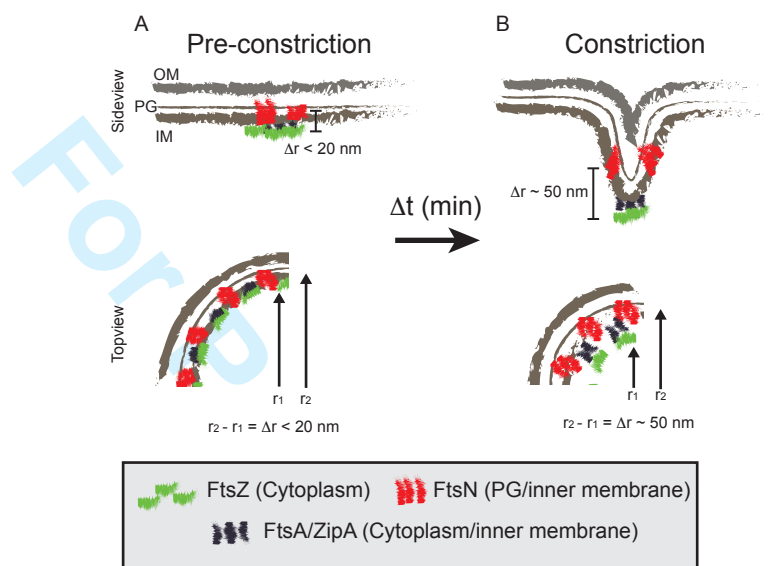 A
Pre-constriction
Sideview
OM
PG
IM
Δr < 20 nm
B
Constriction
Δr ~ 50 nm
Δt (min)
Topview
r1
r2
r2 - r1 = Δr < 20 nm
r1
r2
r2 - r1 = Δr ~ 50 nm
For P
FtsZ (Cytoplasm)
FtsN (PG/inner membrane)
FtsA/ZipA (Cytoplasm/inner membrane)